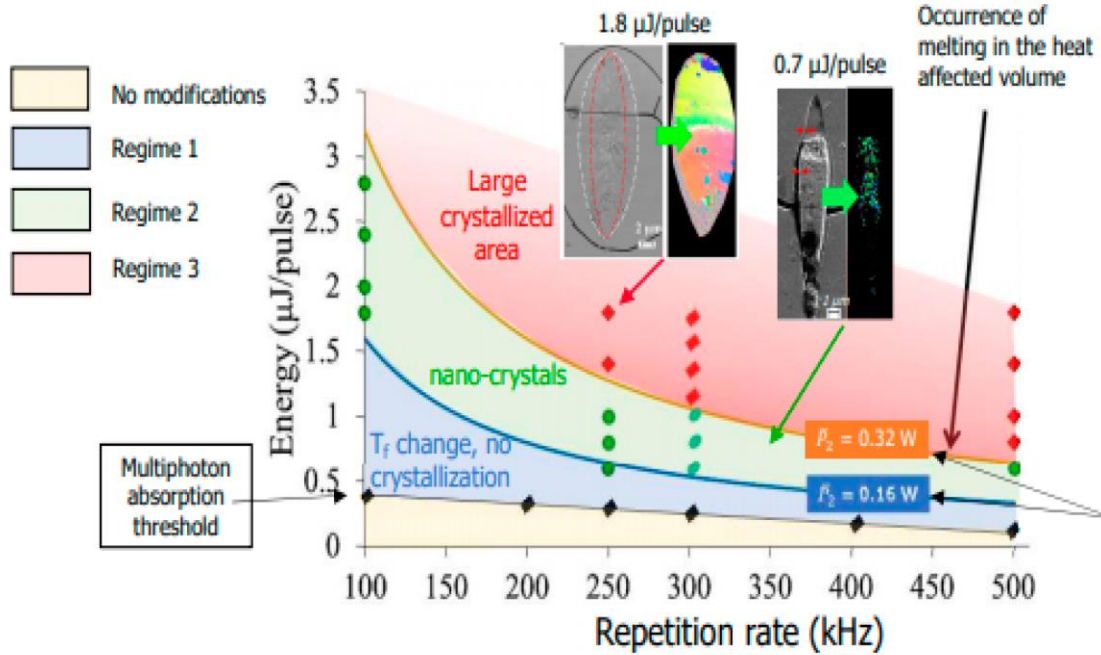 1.8 μJ/pulse
0.7 μJ/pulse
Occurrence of
melting in the heat
affected volume
No modifications
Regime 1
Regime 2
Regime 3
Large
crystallized
area
nano-crystals
T_f change, no
crystallization
P̄₂ = 0.32 W
P̄₂ = 0.16 W
Multiphoton
absorption
threshold
Energy (μJ/pulse)
3.5
3
2.5
2
1.5
1
0.5
0
100
150
200
250
300
350
400
450
500
Repetition rate (kHz)